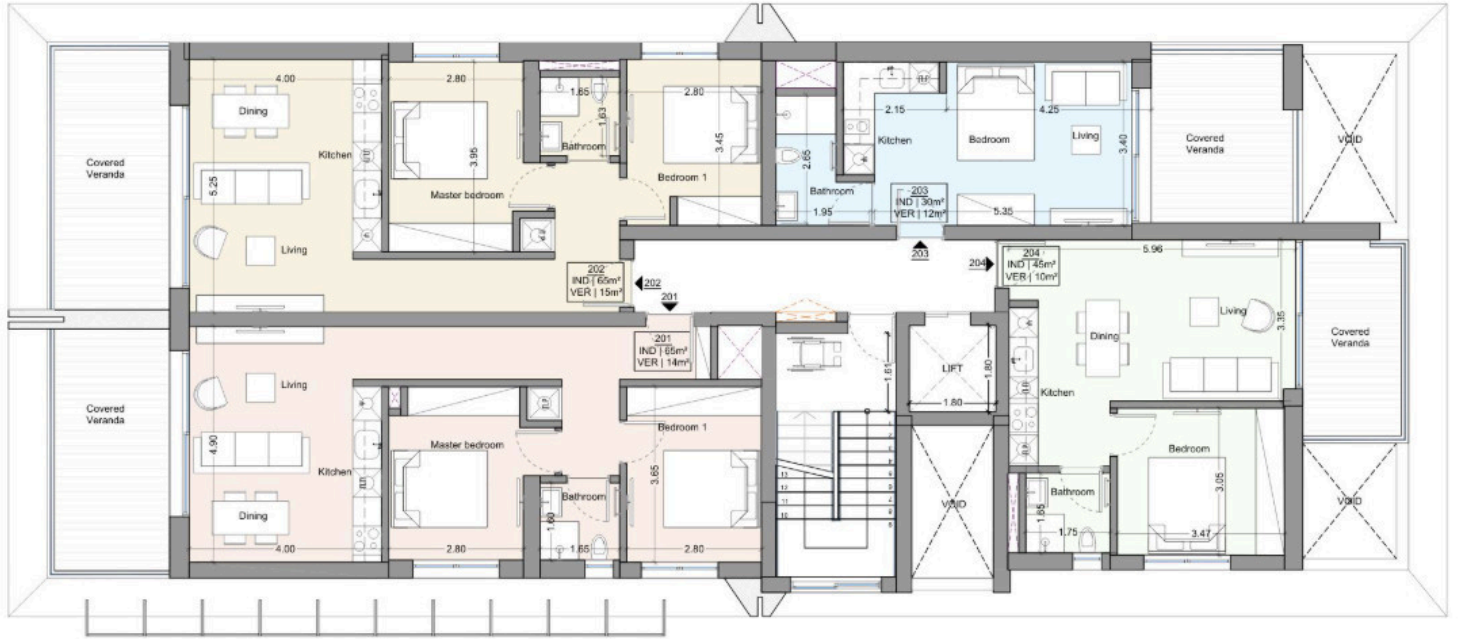 4.00
Dining
Kitchen
5.25
Living
Covered
Veranda
2.80
3.95
Master bedroom
1.65
1.63
Bathroom
2.80
3.45
Bedroom 1
202
IND | 65m²
VER | 15m²
202
201
2.65
Bathroom
1.95
2.15
Kitchen
Bedroom
4.25
Living
3.40
203
IND | 30m²
VER | 12m²
5.35
203
Covered
Veranda
VOID
204
204
IND | 45m²
VER | 10m²
5.96
Living
3.35
Dining
Kitchen
Covered
Veranda
Bedroom
3.05
3.47
Bathroom
1.65
1.75
VOID
201
IND | 65m²
VER | 14m²
Living
Covered
Veranda
4.90
Kitchen
Dining
4.00
Master bedroom
2.80
Bathroom
1.60
1.65
Bedroom 1
3.65
2.80
1.61
LIFT
1.80
1.80
VOID
13
12
11
10